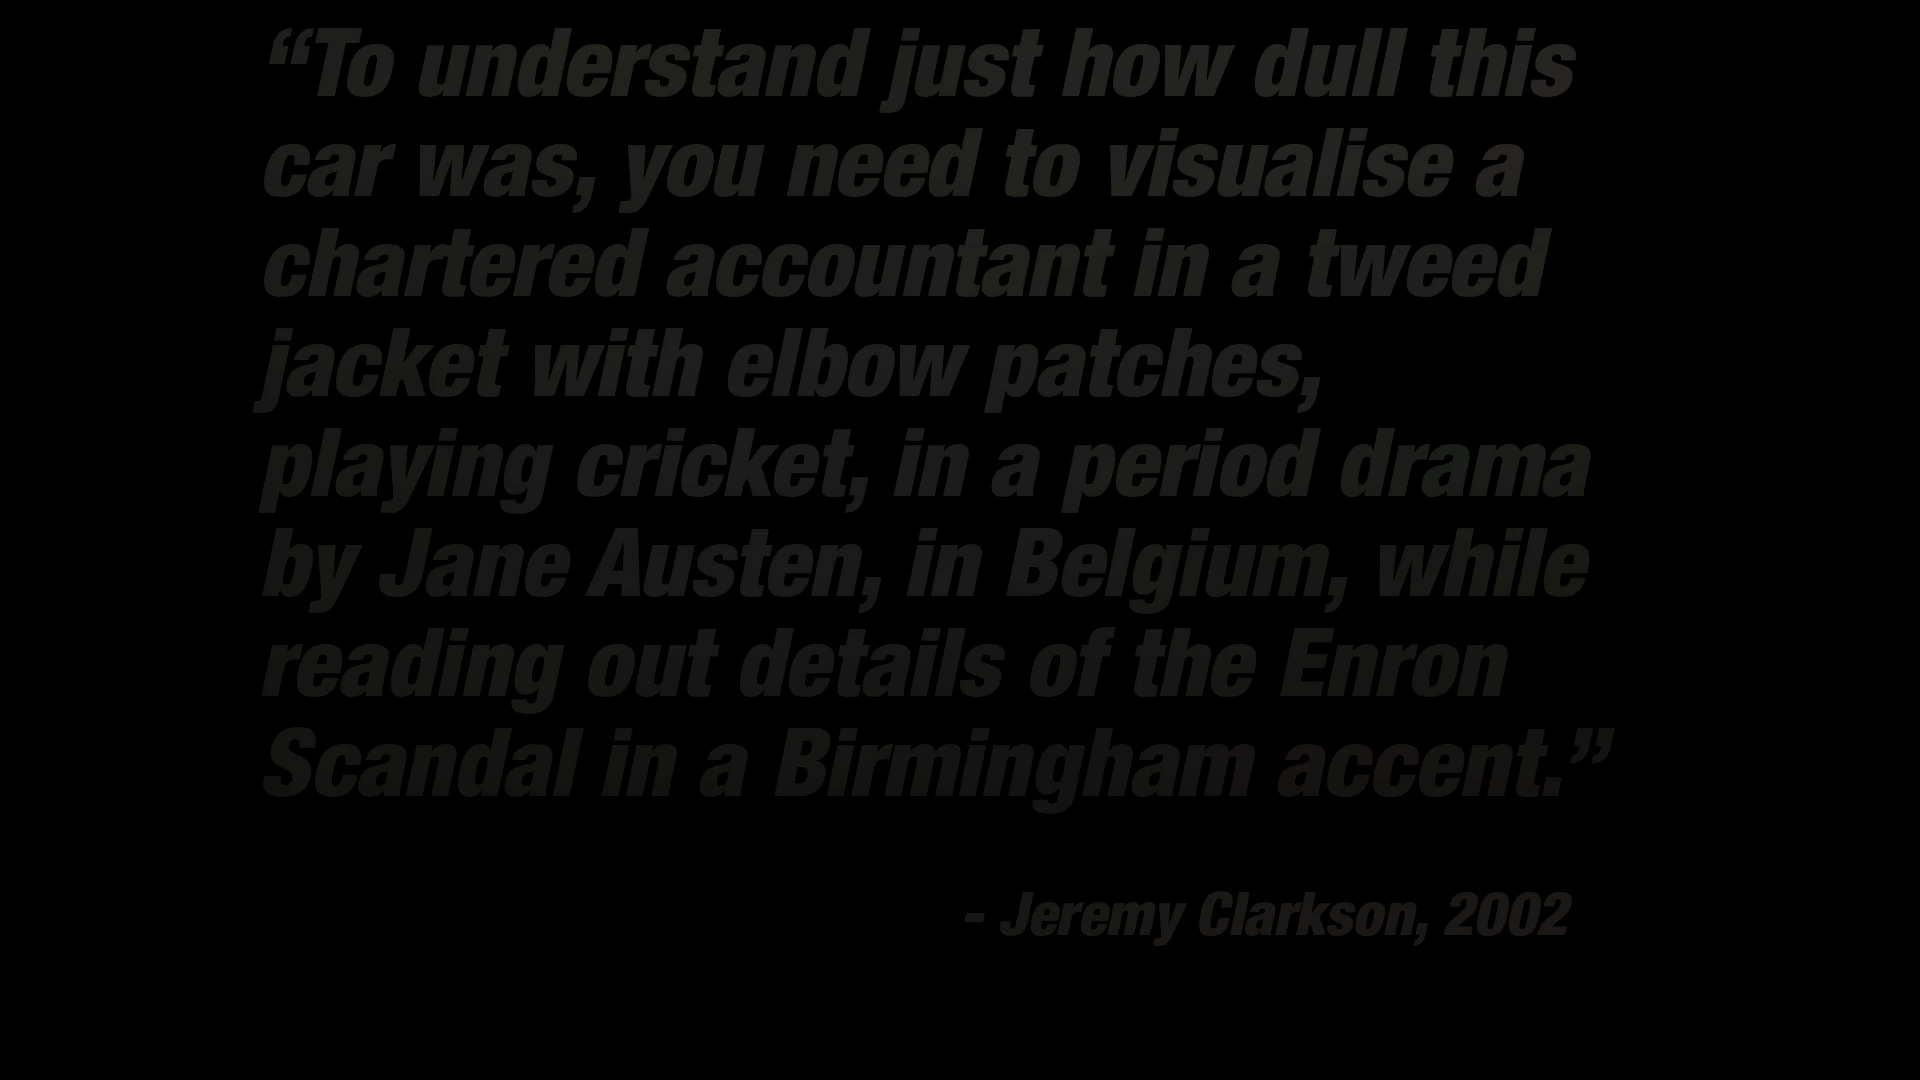 “To understand just how dull this
car was, you need to visualise a
chartered accountant in a tweed
jacket with elbow patches,
playing cricket, in a period drama
by Jane Austen, in Belgium, while
reading out details of the Enron
Scandal in a Birmingham accent.”
- Jeremy Clarkson, 2002